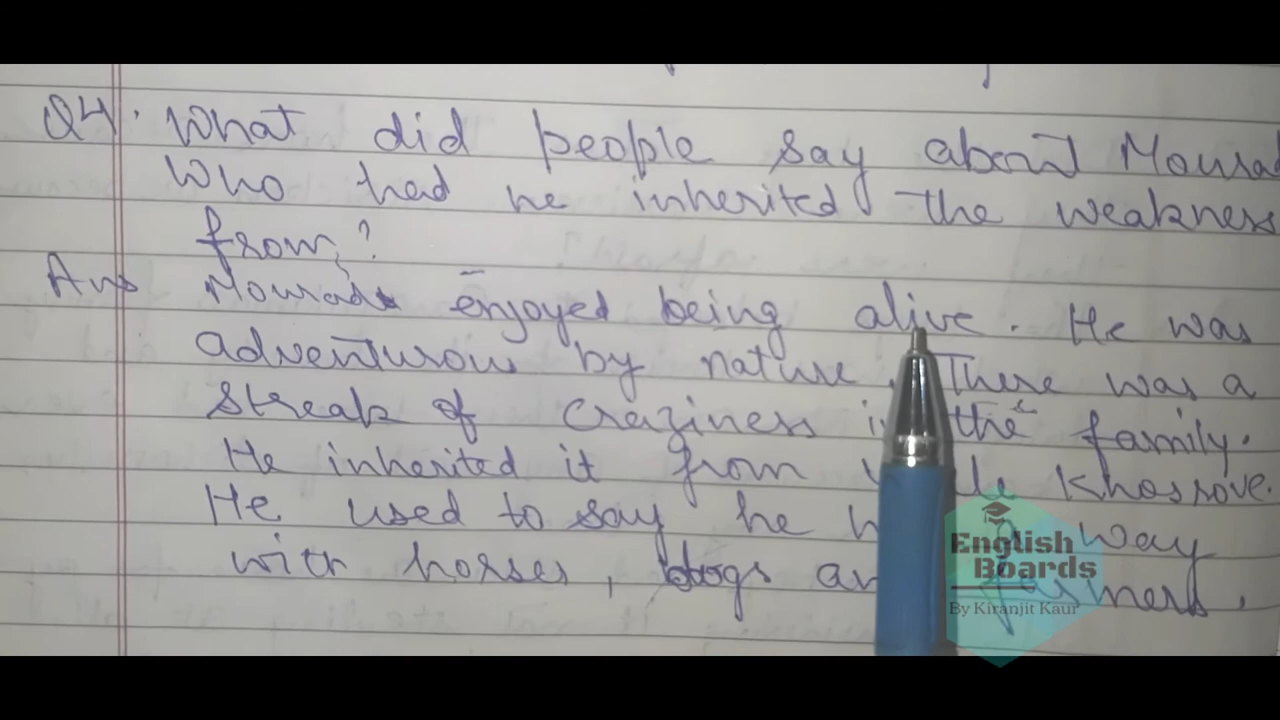 Q4. What did people say about Moura
Who had he inherited the weakness
from?
Ans Mourad enjoyed being alive. He was
adventurous by nature. There was a
streak of craziness i the family.
He inherited it from Khosrove.
He used to say he way
with horses, dogs an farmers.
English
Boards
By Kiranjit Kaur